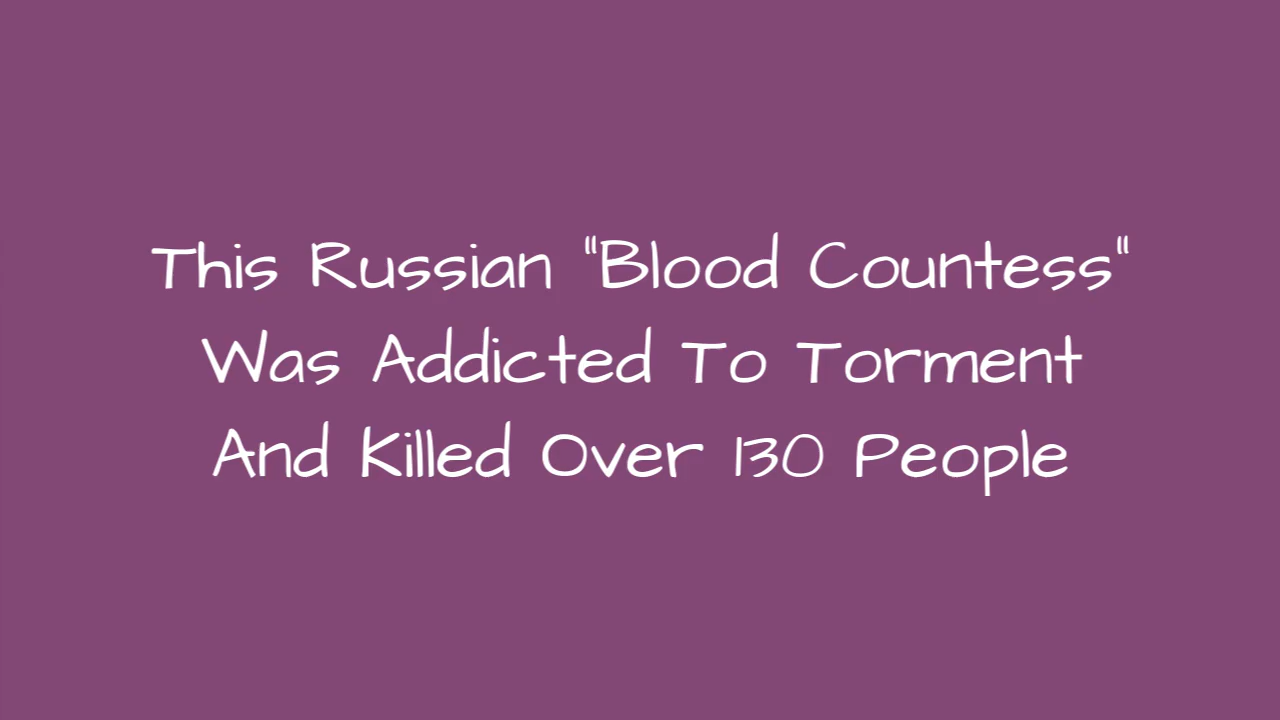 This Russian "Blood Countess"
Was Addicted To Torment
And Killed Over 130 People